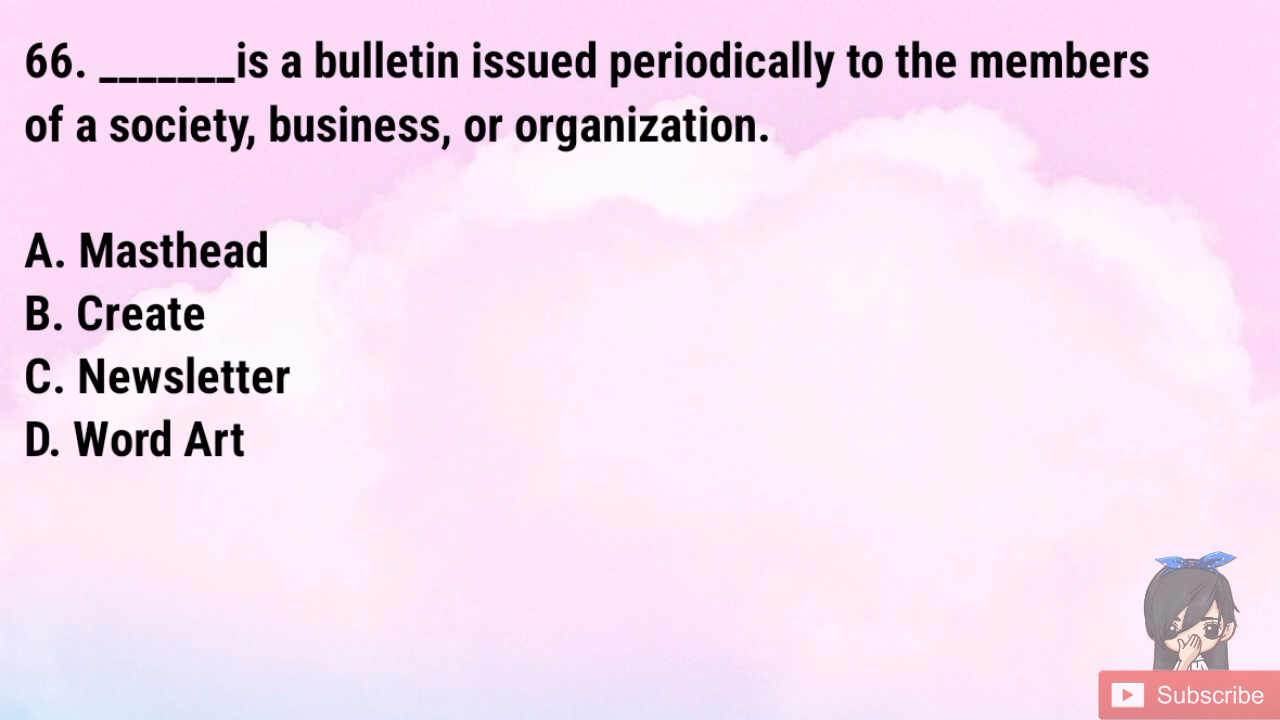 66. _______is a bulletin issued periodically to the members
of a society, business, or organization.
A. Masthead
B. Create
C. Newsletter
D. Word Art
Subscribe